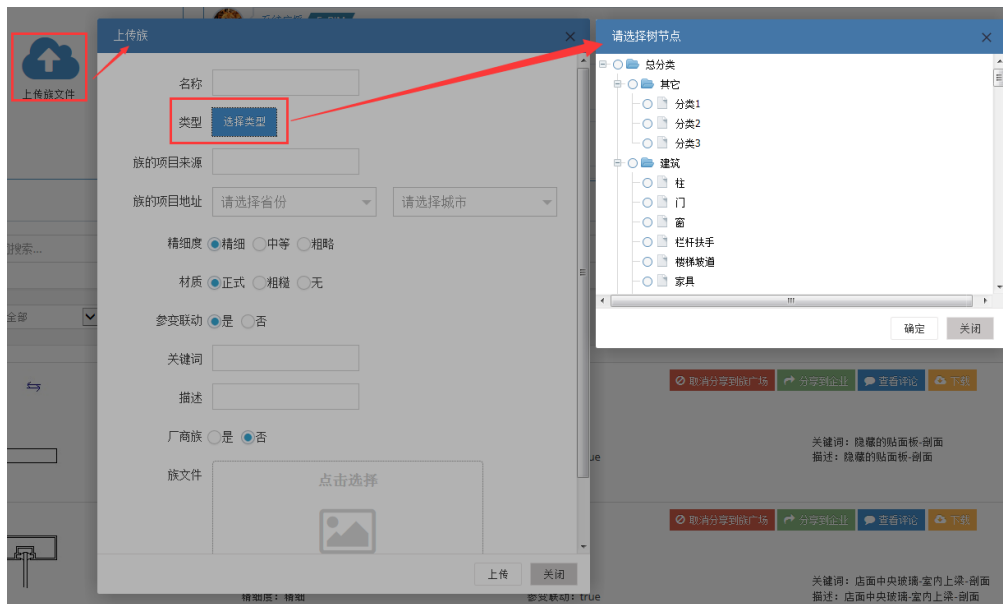 上传族文件
上传族
名称
类型 选择类型
族的项目来源
族的项目地址 请选择省份 请选择城市
精细度 精细 中等 粗略
材质 正式 粗糙 无
参变联动 是 否
关键词
描述
厂商族 是 否
族文件 点击选择
上传 关闭
请选择树节点
总分类
其它
分类1
分类2
分类3
建筑
柱
门
窗
栏杆扶手
楼梯坡道
家具
确定 关闭
搜索...
全部
取消分享到族广场 分享到企业 查看评论 下载
关键词：隐藏的贴面板-剖面
描述：隐藏的贴面板-剖面
取消分享到族广场 分享到企业 查看评论 下载
关键词：店面中央玻璃-室内上梁-剖面
精细度：精细 参变联动：true 描述：店面中央玻璃-室内上梁-剖面